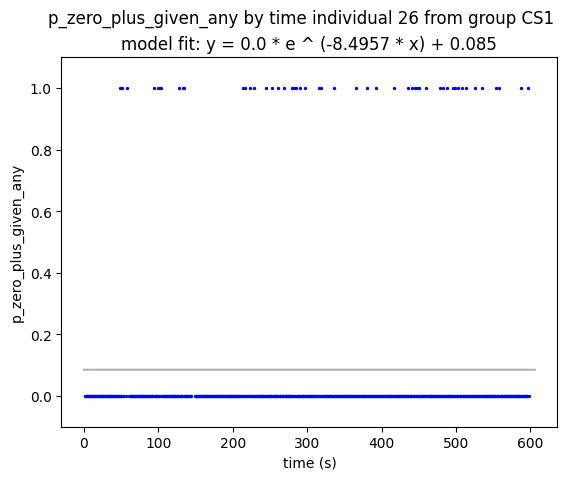 p_zero_plus_given_any by time individual 26 from group CS1
model fit: y = 0.0 * e ^ (-8.4957 * x) + 0.085
p_zero_plus_given_any
1.0
0.8
0.6
0.4
0.2
0.0
0 100 200 300 400 500 600
time (s)